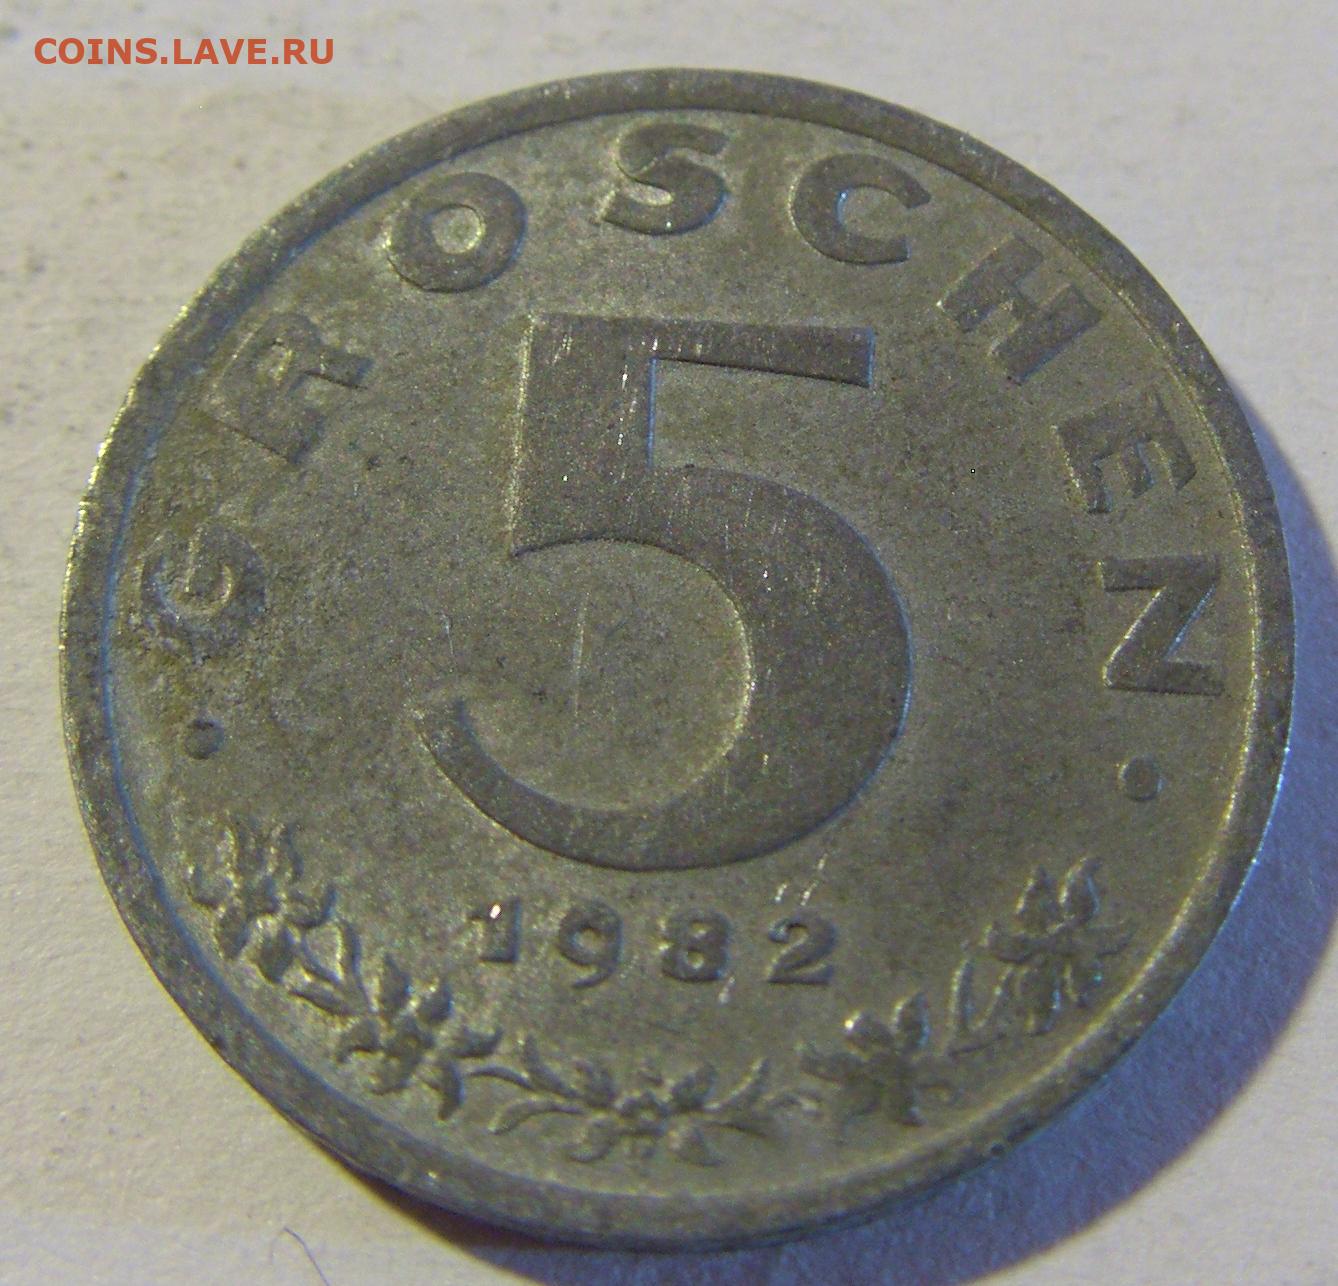 COINS.LAVE.RU
• GROSCHEN •
5
1982